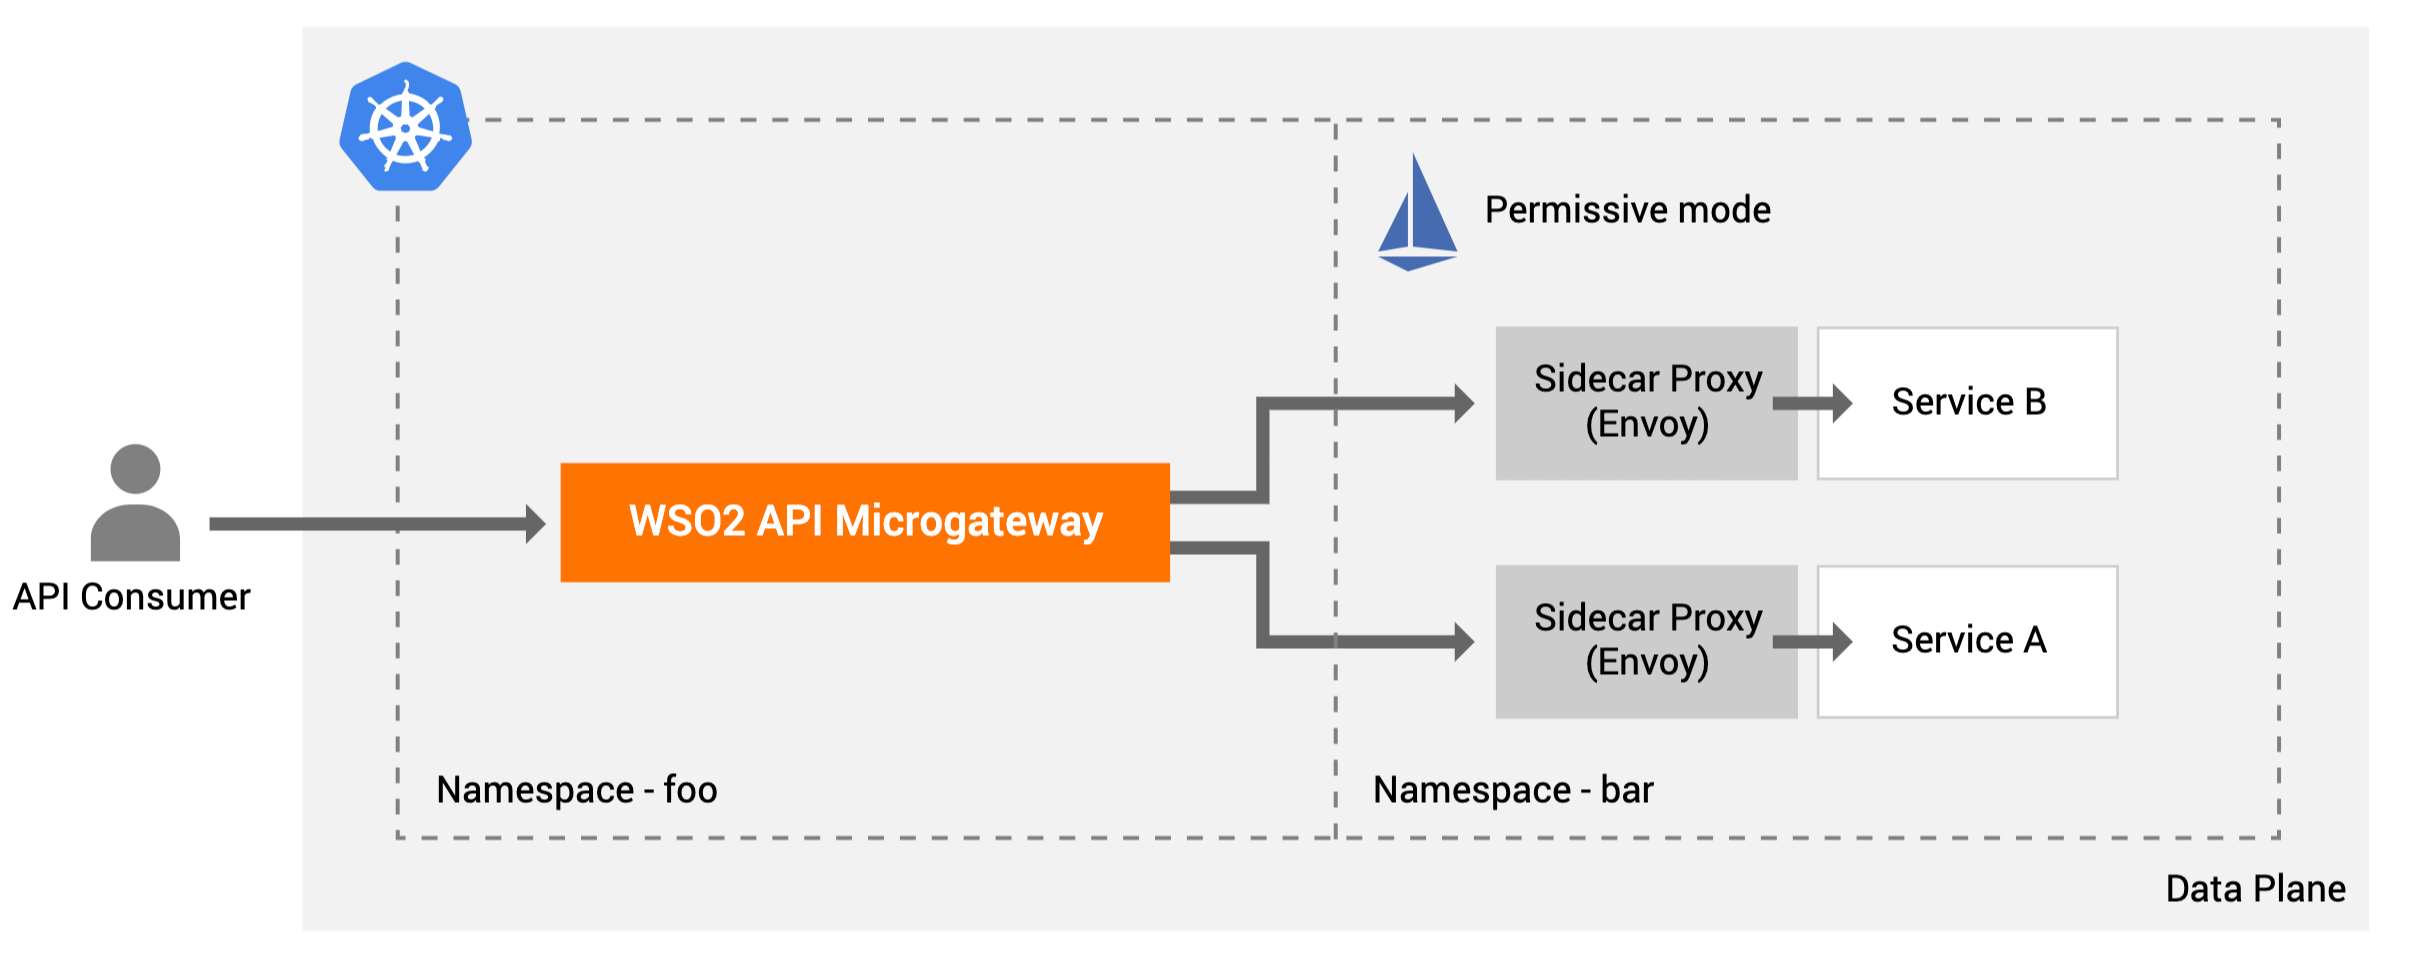 Permissive mode
Sidecar Proxy
(Envoy)
Service B
WSO2 API Microgateway
API Consumer
Sidecar Proxy
(Envoy)
Service A
Namespace - foo
Namespace - bar
Data Plane